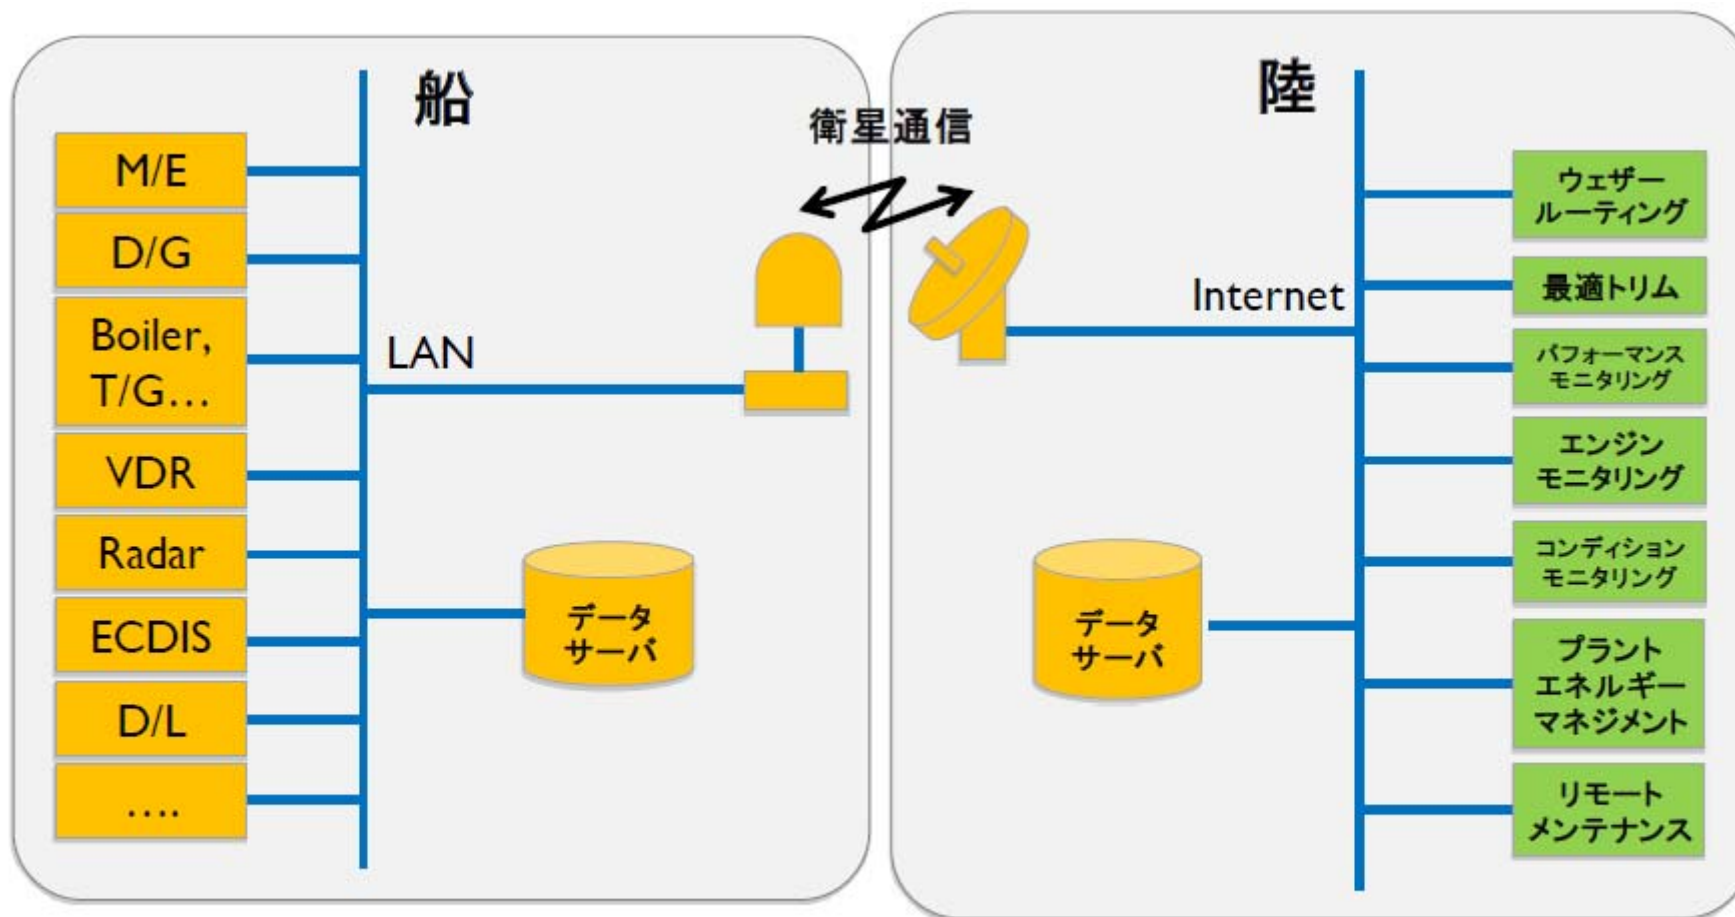 船
M/E
D/G
Boiler,
T/G…
VDR
Radar
ECDIS
D/L
….
LAN
データ
サーバ
衛星通信
陸
Internet
データ
サーバ
ウェザー
ルーティング
最適トリム
パフォーマンス
モニタリング
エンジン
モニタリング
コンディション
モニタリング
プラント
エネルギー
マネジメント
リモート
メンテナンス